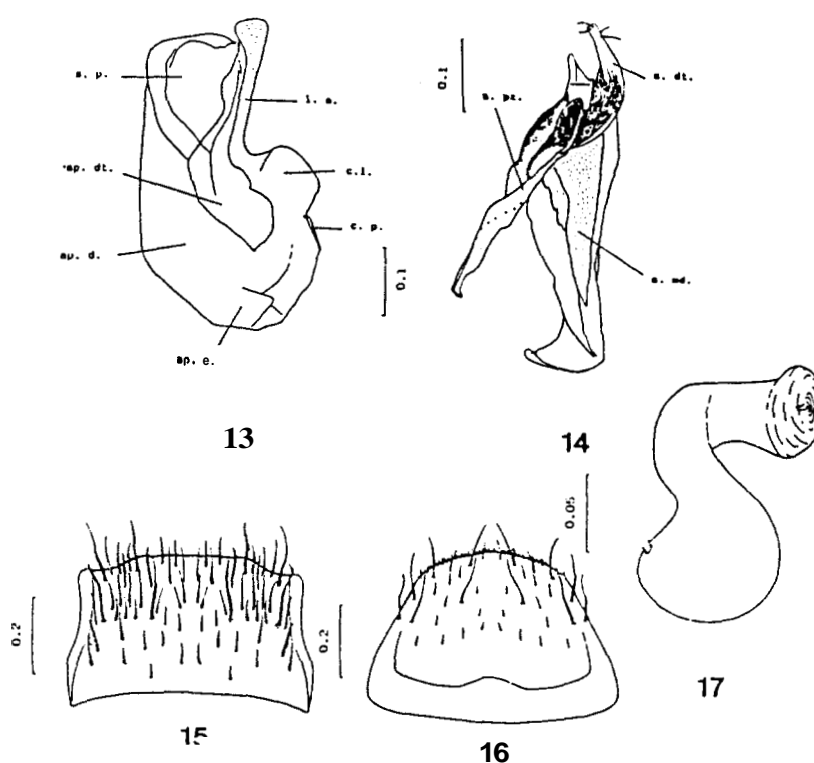 s. p.
l. a.
ap. dt.
c.l.
c. p.
ap. d.
0.1
ap. e.
13
0.1
s. dt.
s. pr.
s. md.
14
0.05
17
0.2
15
0.2
16